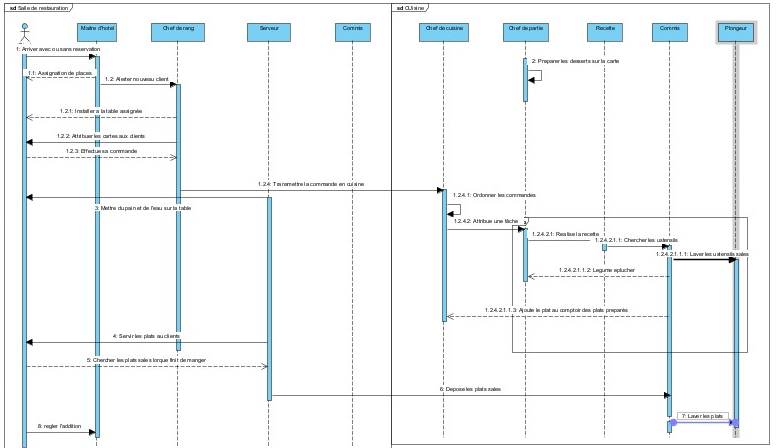 sd Salle de restauration
sd CUisine
Maitre d'hotel
Chef de rang
Serveur
Commis
Chef de cuisine
Chef de partie
Recette
Commis
Plongeur
1: Arriver avec ou sans reservation
1.1: Assignation de places
1.2: Alerter nouveau client
2: Preparer les desserts sur la carte
1.2.1: Installer a la table assignée
1.2.2: Attribuer les cartes aux clients
1.2.3: Effectue sa commande
1.2.4: Transmettre la commande en cuisine
1.2.4.1: Ordonner les commandes
3: Mettre du pain et de l'eau sur la table
1.2.4.2: Attribue une tâche
1.2.4.2.1: Realise la recette
1.2.4.2.1.1: Chercher les ustensils
1.2.4.2.1.1.1: Laver les ustensils sales
1.2.4.2.1.1.2: Legume eplucher
1.2.4.2.1.1.3: Ajoute le plat au comptoir des plats preparés
4: Servir les plats au clients
5: Chercher les plats sales lorque finit de manger
6: Depose les plats sales
7: Laver les plats
8: regler l'addition